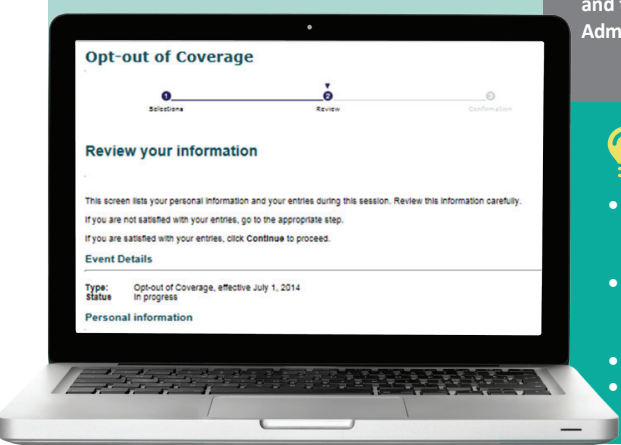 and
Adm
Opt-out of Coverage
1 2 3
Selections Review Confirmation
Review your information
This screen lists your personal information and your entries during this session. Review this information carefully.
If you are not satisfied with your entries, go to the appropriate step.
If you are satisfied with your entries, click Continue to proceed.
Event Details
Type: Opt-out of Coverage, effective July 1, 2014
Status In progress
Personal information